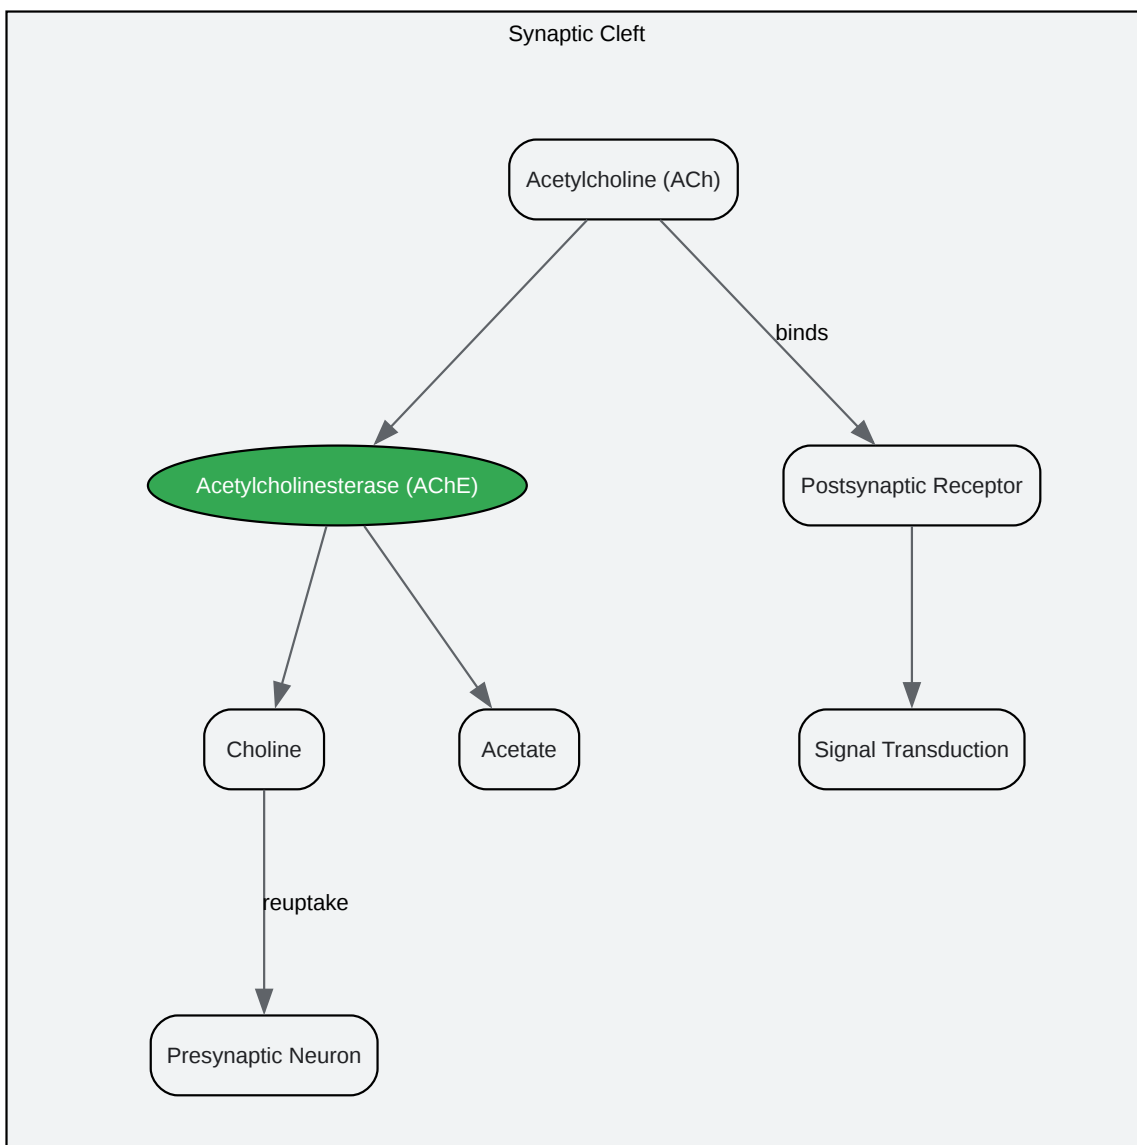 Synaptic Cleft
Acetylcholine (ACh)
binds
Acetylcholinesterase (AChE)
Postsynaptic Receptor
Choline
Acetate
Signal Transduction
reuptake
Presynaptic Neuron